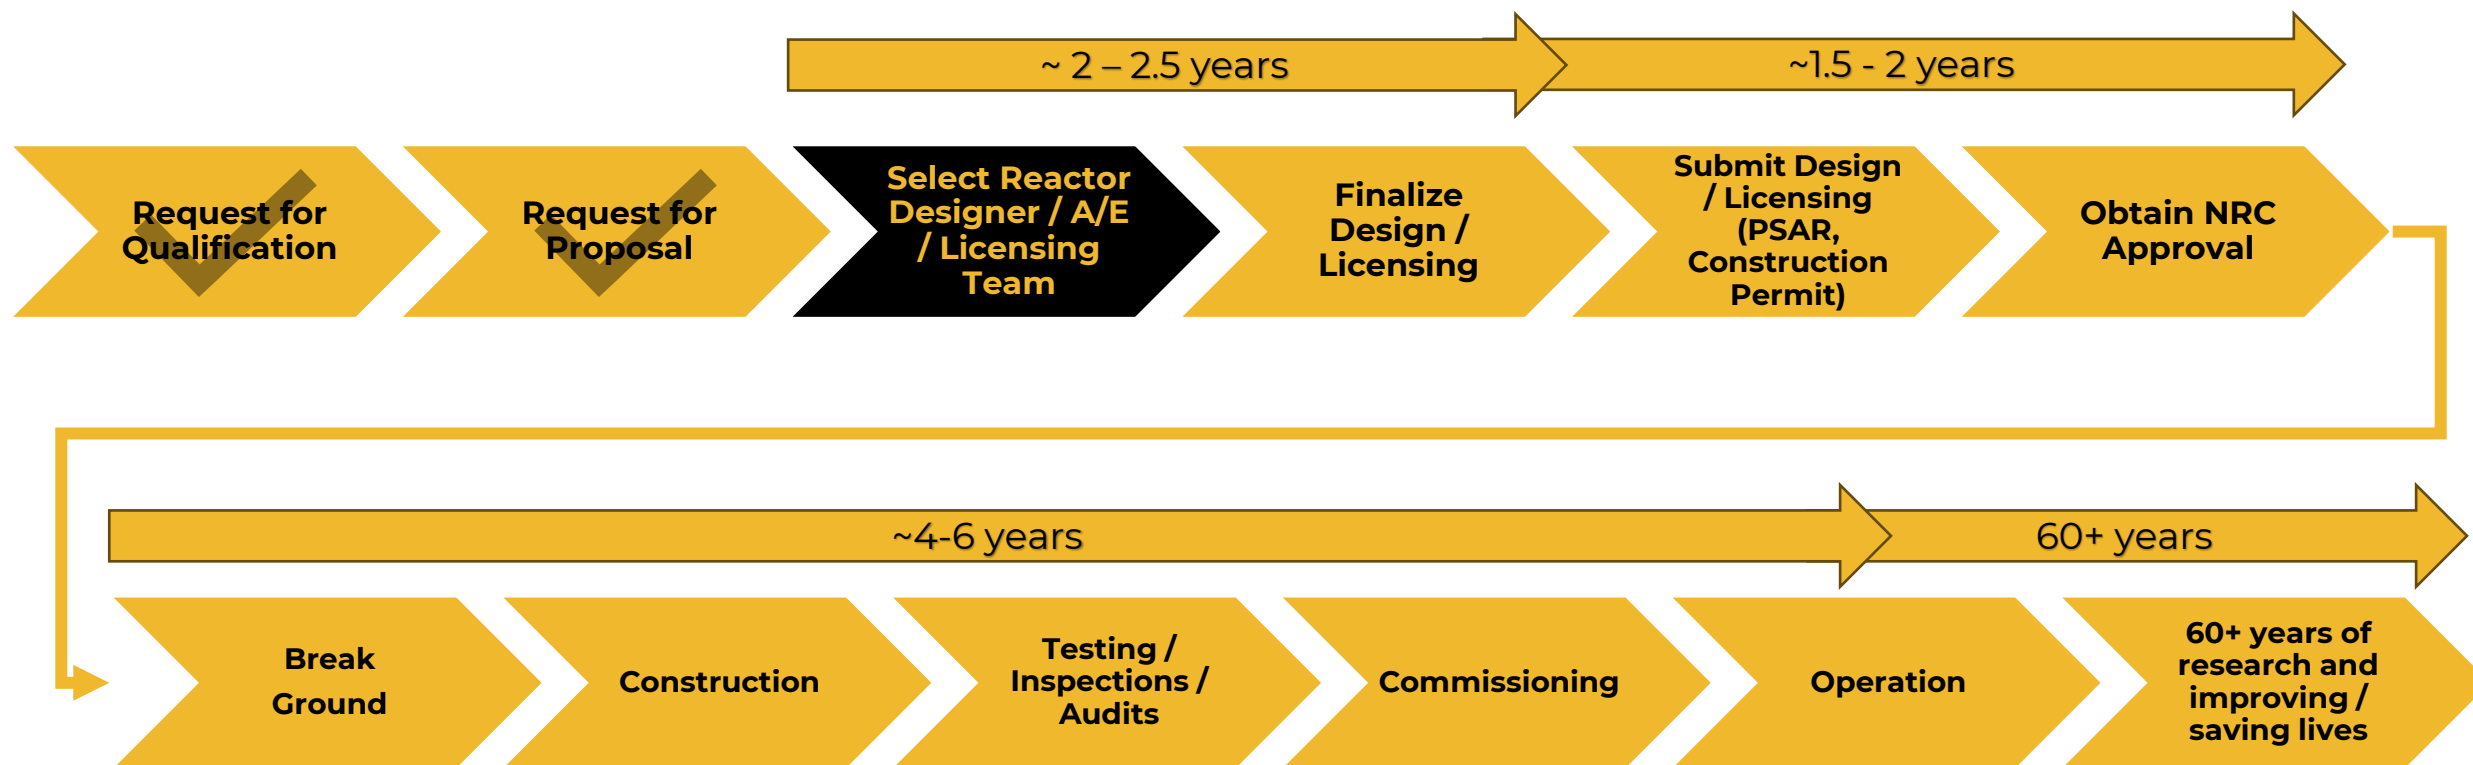 ~ 2 – 2.5 years
~1.5 - 2 years
Request for
Qualification
Request for
Proposal
Select Reactor
Designer / A/E
/ Licensing
Team
Finalize
Design /
Licensing
Submit Design
/ Licensing
(PSAR,
Construction
Permit)
Obtain NRC
Approval
~4-6 years
60+ years
Break
Ground
Construction
Testing /
Inspections /
Audits
Commissioning
Operation
60+ years of
research and
improving /
saving lives